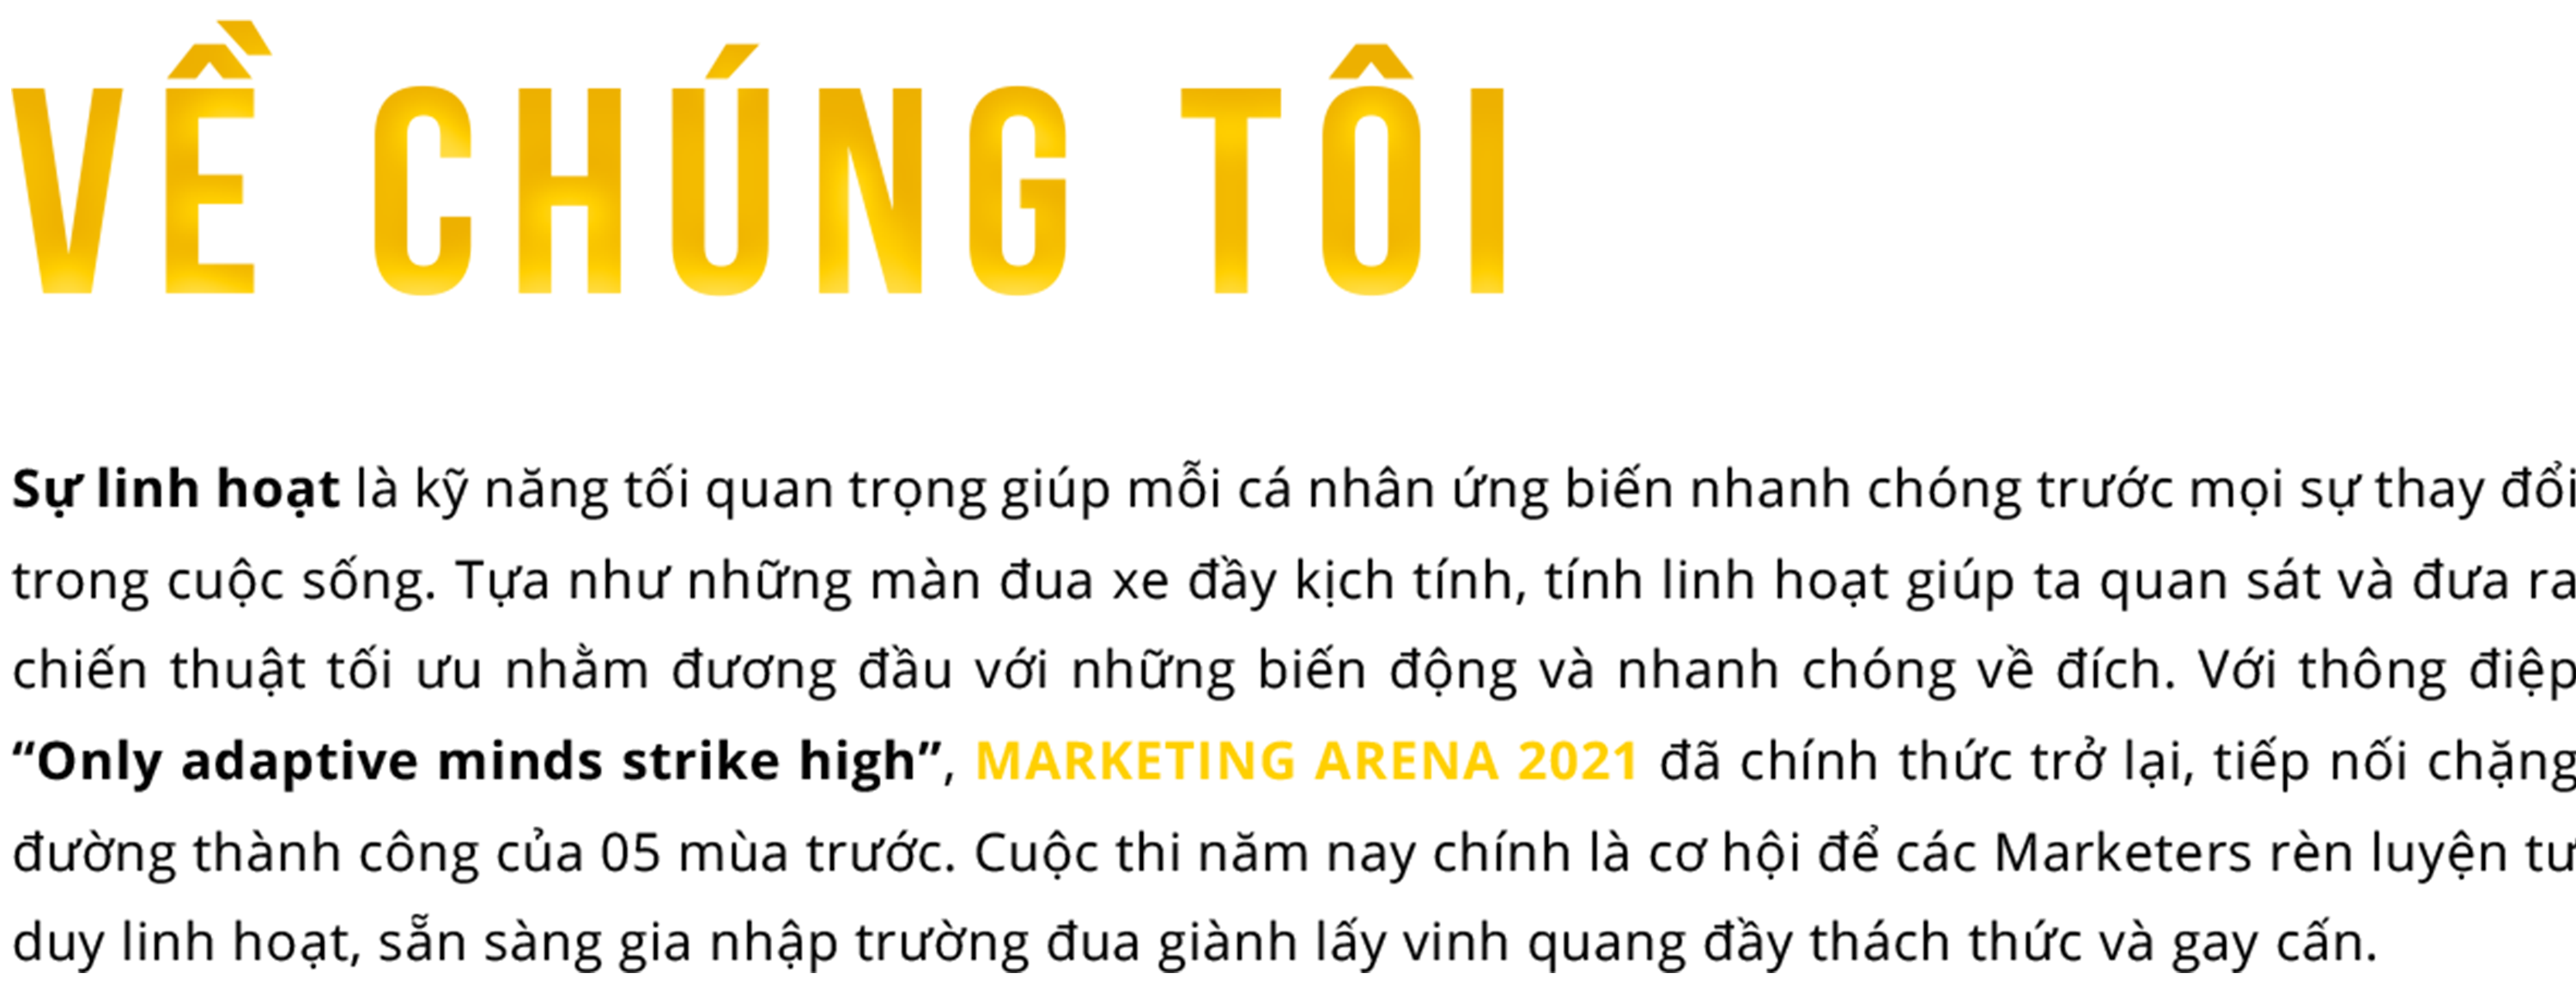 VỀ CHÚNG TÔI
Sự linh hoạt là kỹ năng tối quan trọng giúp mỗi cá nhân ứng biến nhanh chóng trước mọi sự thay đổi
trong cuộc sống. Tựa như những màn đua xe đầy kịch tính, tính linh hoạt giúp ta quan sát và đưa ra
chiến thuật tối ưu nhằm đương đầu với những biến động và nhanh chóng về đích. Với thông điệp
“Only adaptive minds strike high”, MARKETING ARENA 2021 đã chính thức trở lại, tiếp nối chặng
đường thành công của 05 mùa trước. Cuộc thi năm nay chính là cơ hội để các Marketers rèn luyện tư
duy linh hoạt, sẵn sàng gia nhập trường đua giành lấy vinh quang đầy thách thức và gay cấn.